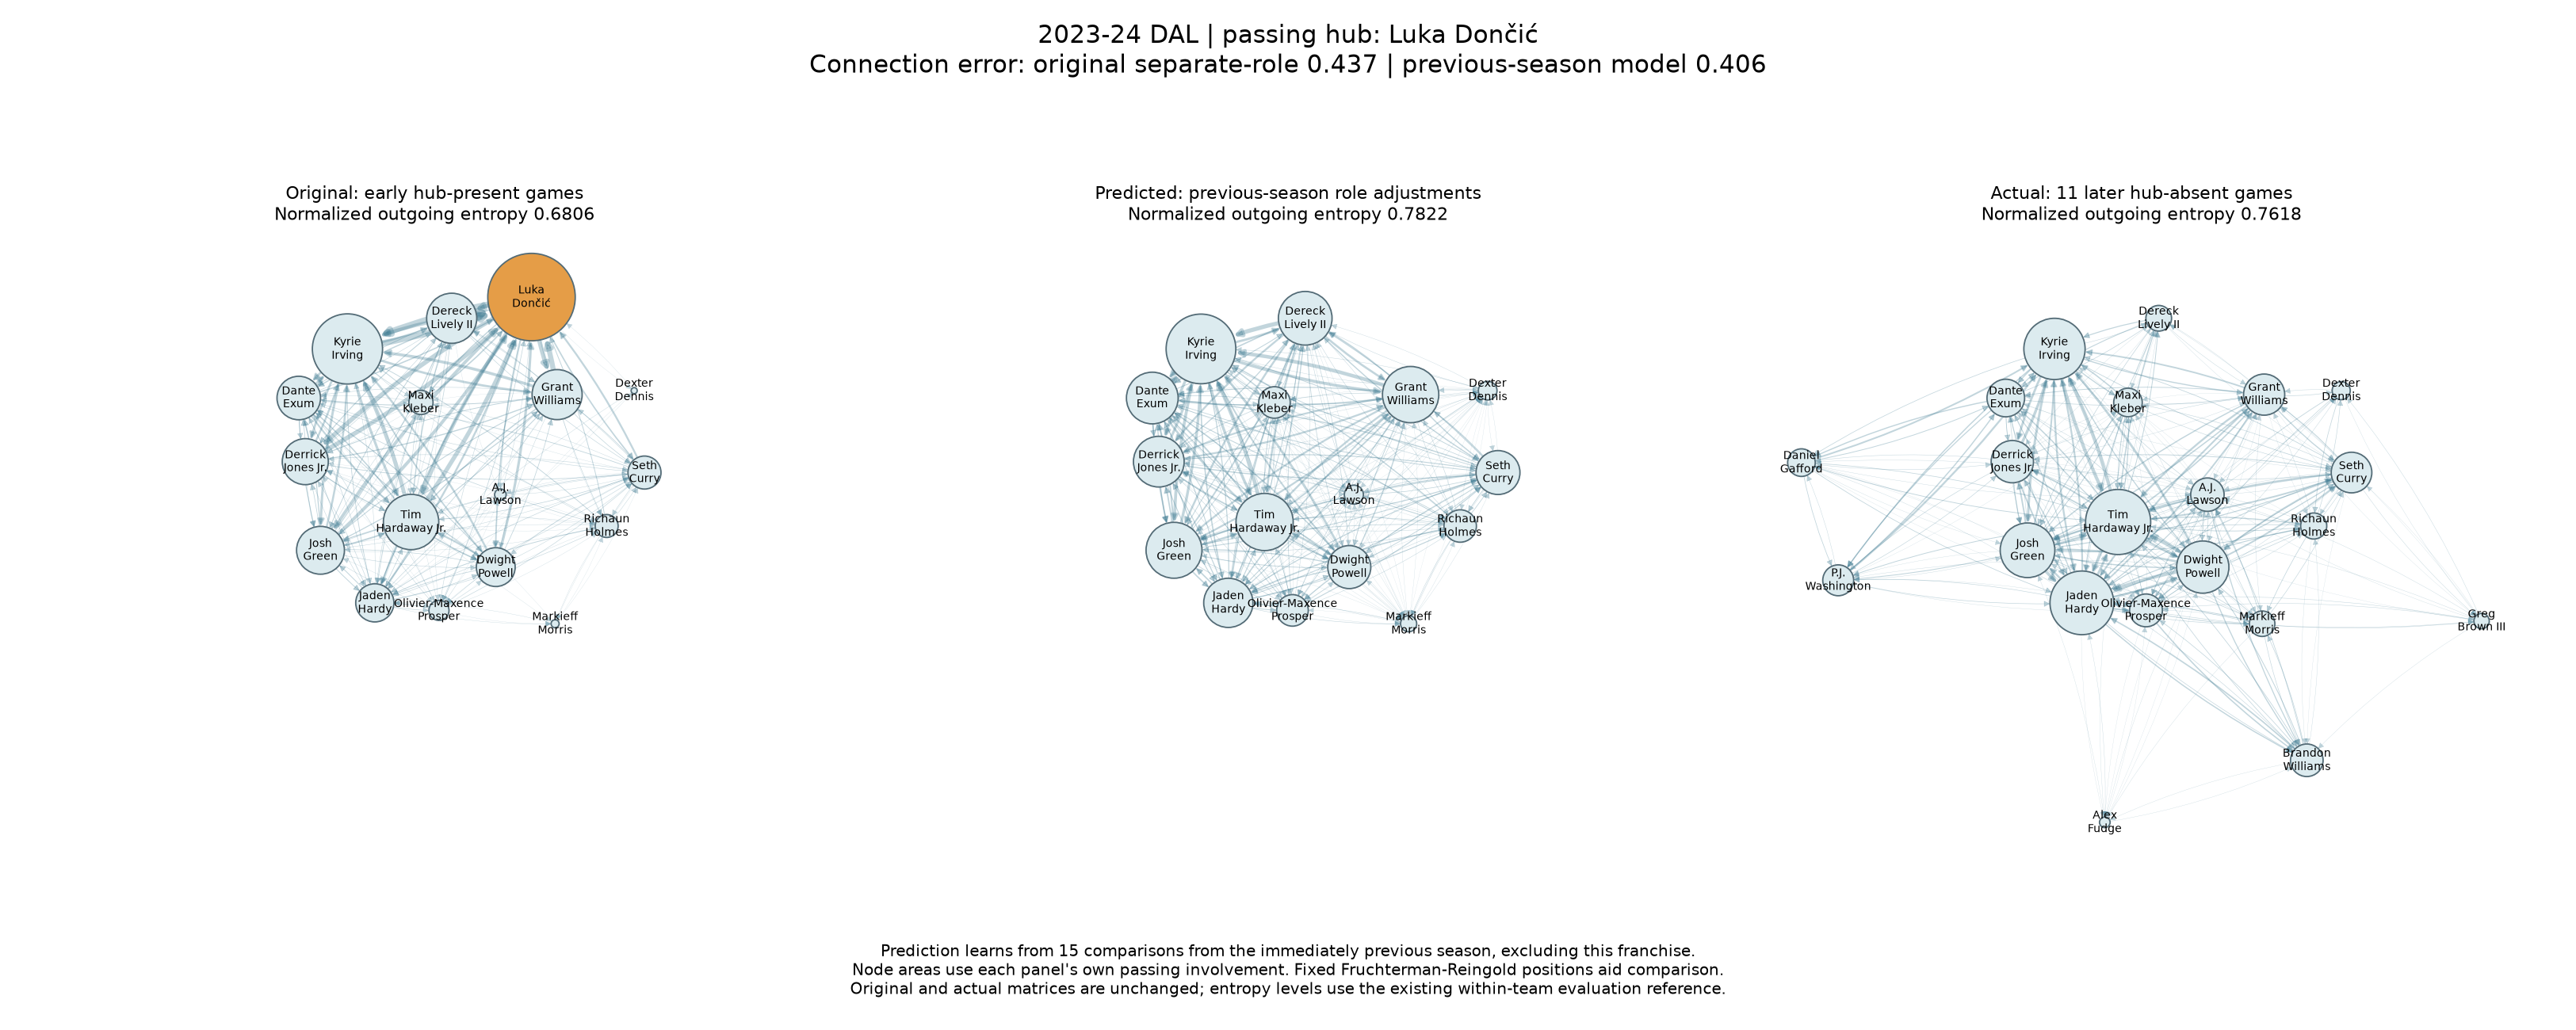 2023-24 DAL | passing hub: Luka Dončić
Connection error: original separate-role 0.437 | previous-season model 0.406
Original: early hub-present games
Normalized outgoing entropy 0.6806
Luka
Dončić
Dereck
Lively II
Kyrie
Irving
Dante
Exum
Maxi
Kleber
Grant
Williams
Dexter
Dennis
Derrick
Jones Jr.
Seth
Curry
A.J.
Lawson
Tim
Hardaway Jr.
Richaun
Holmes
Josh
Green
Dwight
Powell
Jaden
Hardy
Olivier-Maxence
Prosper
Markieff
Morris
Predicted: previous-season role adjustments
Normalized outgoing entropy 0.7822
Dereck
Lively II
Kyrie
Irving
Dante
Exum
Maxi
Kleber
Grant
Williams
Dexter
Dennis
Derrick
Jones Jr.
Seth
Curry
A.J.
Lawson
Tim
Hardaway Jr.
Richaun
Holmes
Josh
Green
Dwight
Powell
Jaden
Hardy
Olivier-Maxence
Prosper
Markieff
Morris
Actual: 11 later hub-absent games
Normalized outgoing entropy 0.7618
Dereck
Lively II
Kyrie
Irving
Dante
Exum
Maxi
Kleber
Grant
Williams
Dexter
Dennis
Daniel
Gafford
Derrick
Jones Jr.
Seth
Curry
A.J.
Lawson
Tim
Hardaway Jr.
Richaun
Holmes
Josh
Green
Dwight
Powell
P.J.
Washington
Jaden
Hardy
Olivier-Maxence
Prosper
Markieff
Morris
Greg
Brown III
Brandon
Williams
Alex
Fudge
Prediction learns from 15 comparisons from the immediately previous season, excluding this franchise.
Node areas use each panel's own passing involvement. Fixed Fruchterman-Reingold positions aid comparison.
Original and actual matrices are unchanged; entropy levels use the existing within-team evaluation reference.